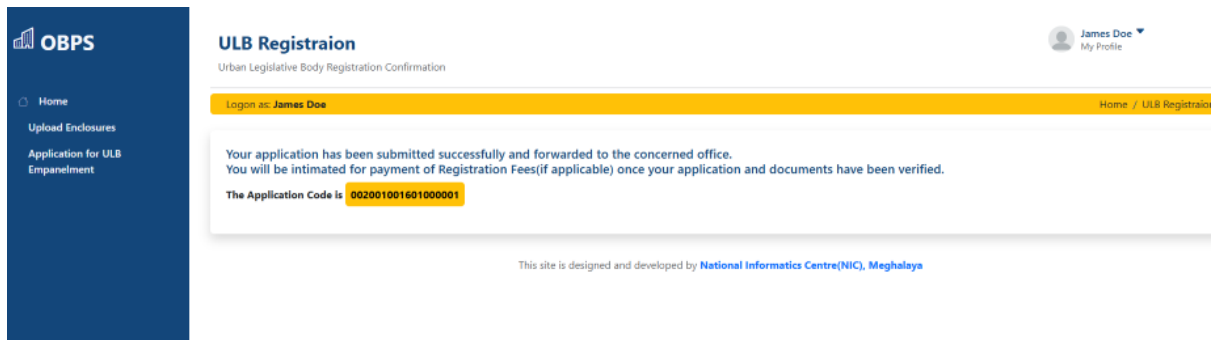 OBPS
Home
Upload Enclosures
Application for ULB
Empanelment
ULB Registraion
Urban Legislative Body Registration Confirmation
James Doe
My Profile
Logon as: James Doe
Home / ULB Registraion
Your application has been submitted successfully and forwarded to the concerned office.
You will be intimated for payment of Registration Fees(if applicable) once your application and documents have been verified.
The Application Code is 002001001601000001
This site is designed and developed by National Informatics Centre(NIC), Meghalaya